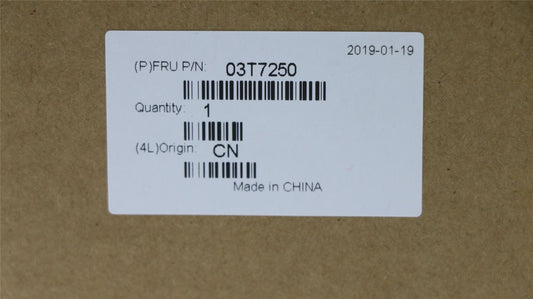 2019-01-19
(P)FRU P/N: 03T7250
Quantity: 1
(4L)Origin: CN
Made in CHINA